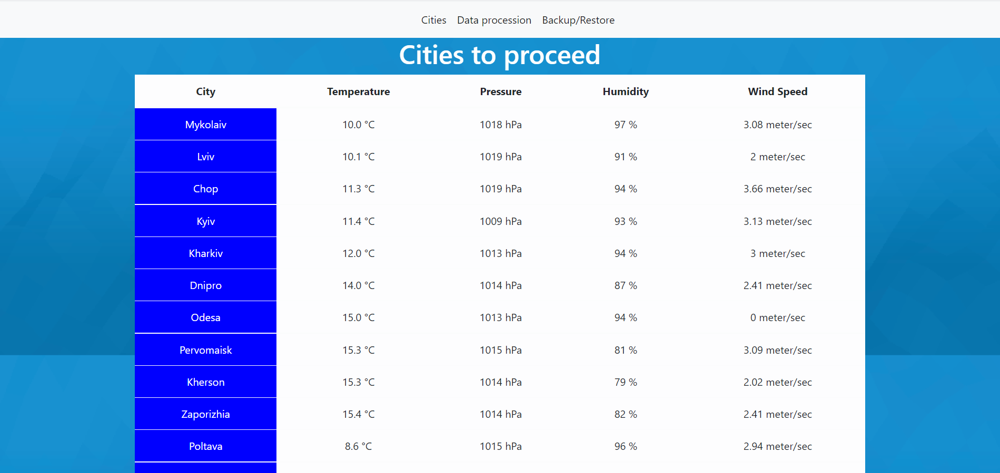 Cities Data procession Backup/Restore
Cities to proceed
City Temperature Pressure Humidity Wind Speed
Mykolaiv 10.0 °C 1018 hPa 97 % 3.08 meter/sec
Lviv 10.1 °C 1019 hPa 91 % 2 meter/sec
Chop 11.3 °C 1019 hPa 94 % 3.66 meter/sec
Kyiv 11.4 °C 1009 hPa 93 % 3.13 meter/sec
Kharkiv 12.0 °C 1013 hPa 94 % 3 meter/sec
Dnipro 14.0 °C 1014 hPa 87 % 2.41 meter/sec
Odesa 15.0 °C 1013 hPa 94 % 0 meter/sec
Pervomaisk 15.3 °C 1015 hPa 81 % 3.09 meter/sec
Kherson 15.3 °C 1014 hPa 79 % 2.02 meter/sec
Zaporizhia 15.4 °C 1014 hPa 82 % 2.41 meter/sec
Poltava 8.6 °C 1015 hPa 96 % 2.94 meter/sec